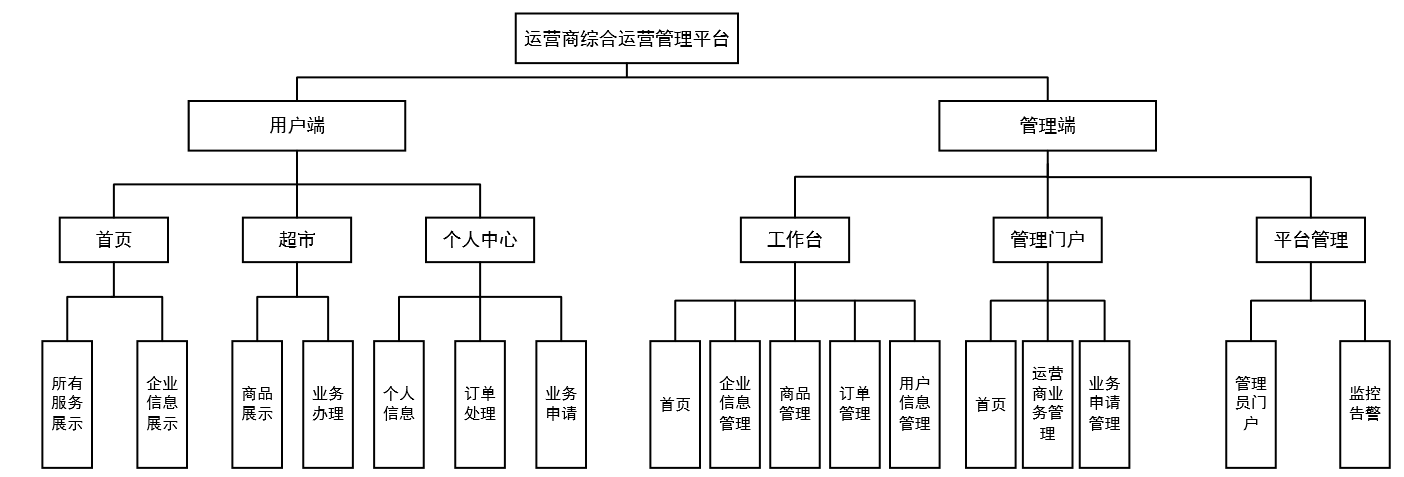 运营商综合运营管理平台
用户端
管理端
首页
超市
个人中心
工作台
管理门户
平台管理
所有
服务
展示
企业
信息
展示
商品
展示
业务
办理
个人
信息
订单
处理
业务
申请
首页
企业
信息
管理
商品
管理
订单
管理
用户
信息
管理
首页
运营
商业
务管
理
业务
申请
管理
管理
员门
户
监控
告警